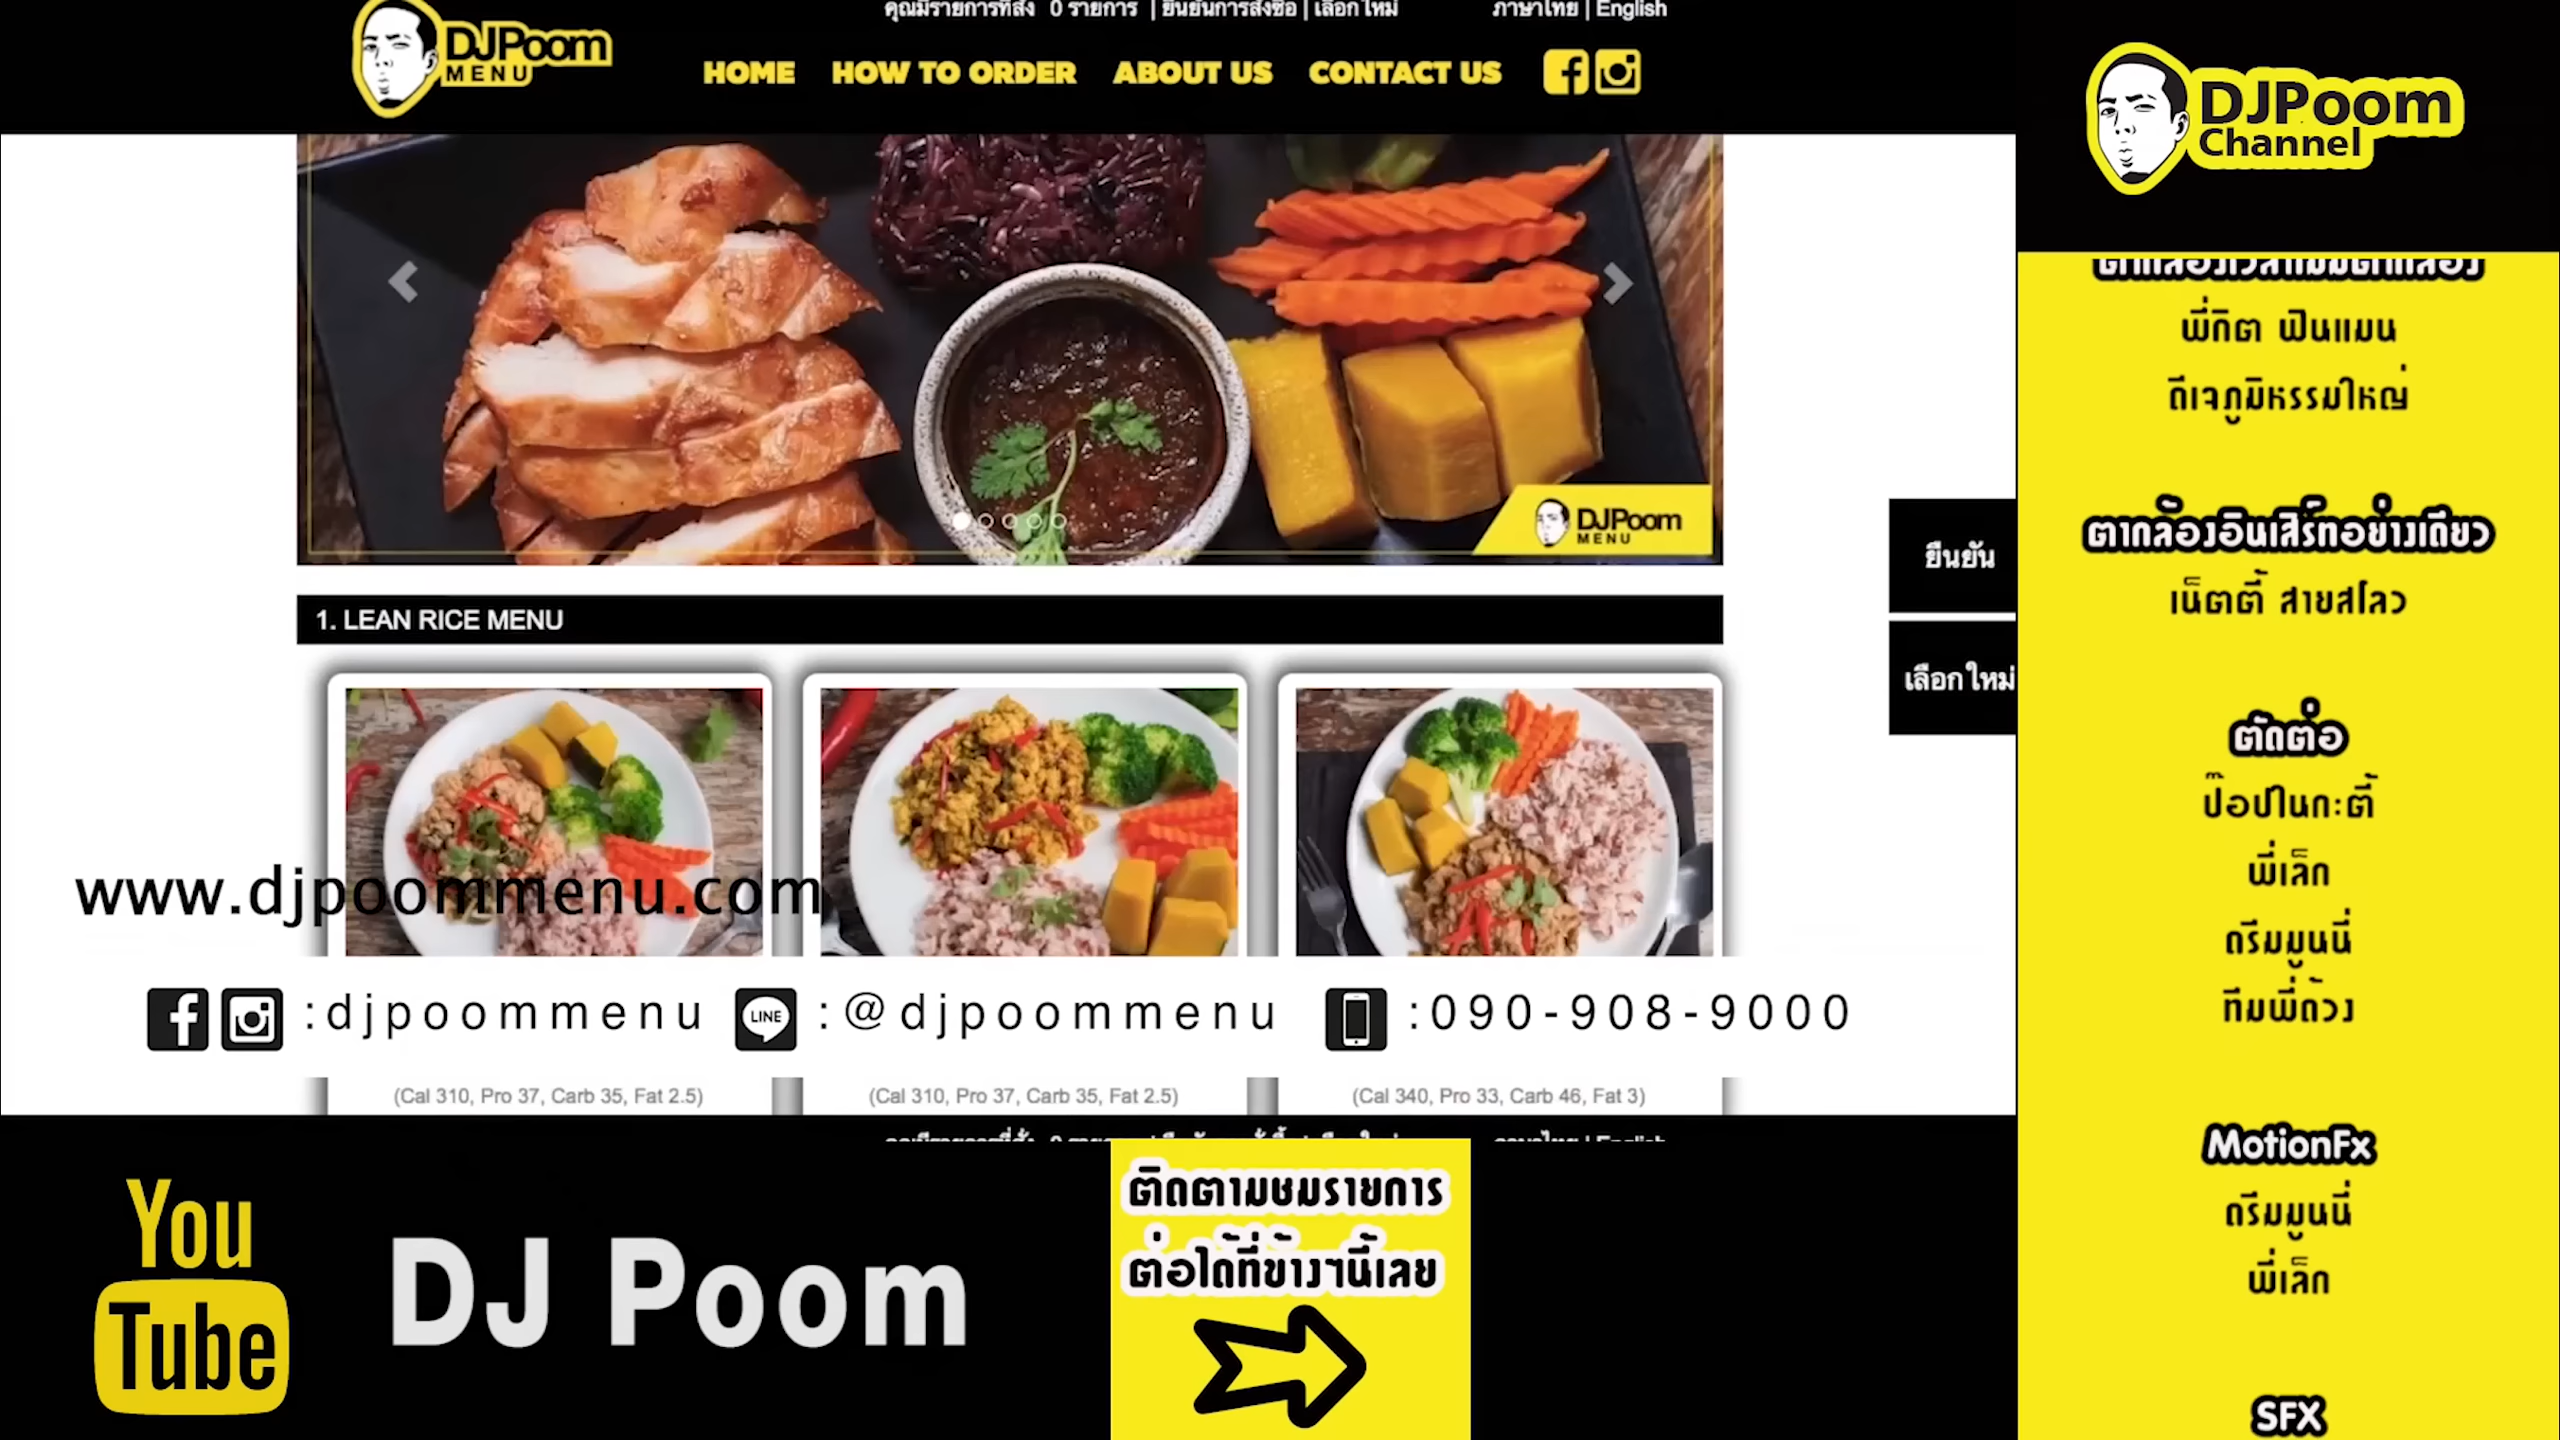 คุณมีรายการที่สั่ง 0 รายการ | ยืนยันการสั่งซื้อ | เลือกใหม่
ภาษาไทย | English
DJPoom
MENU
HOME HOW TO ORDER ABOUT US CONTACT US
DJPoom
MENU
1. LEAN RICE MENU
ยืนยัน
เลือกใหม่
www.djpoommenu.com
:djpoommenu
LINE
:@djpoommenu
:090-908-9000
(Cal 310, Pro 37, Carb 35, Fat 2.5)
(Cal 310, Pro 37, Carb 35, Fat 2.5)
(Cal 340, Pro 33, Carb 46, Fat 3)
You
Tube
DJ Poom
ติดตามชมรายการ
ต่อได้ที่ข้างๆนี้เลย
DJPoom
Channel
พี่กิต ฟินแมน
ดีเจภูมิหรรมใหญ่
ตากล้องอินเสิร์ทอย่างเดียว
เน็ตตี้ สายสโลว
ตัดต่อ
ป๊อปในกะตี้
พี่เล็ก
ดรีมมูนนี่
ทีมพี่ด้วง
MotionFx
ดรีมมูนนี่
พี่เล็ก
SFX